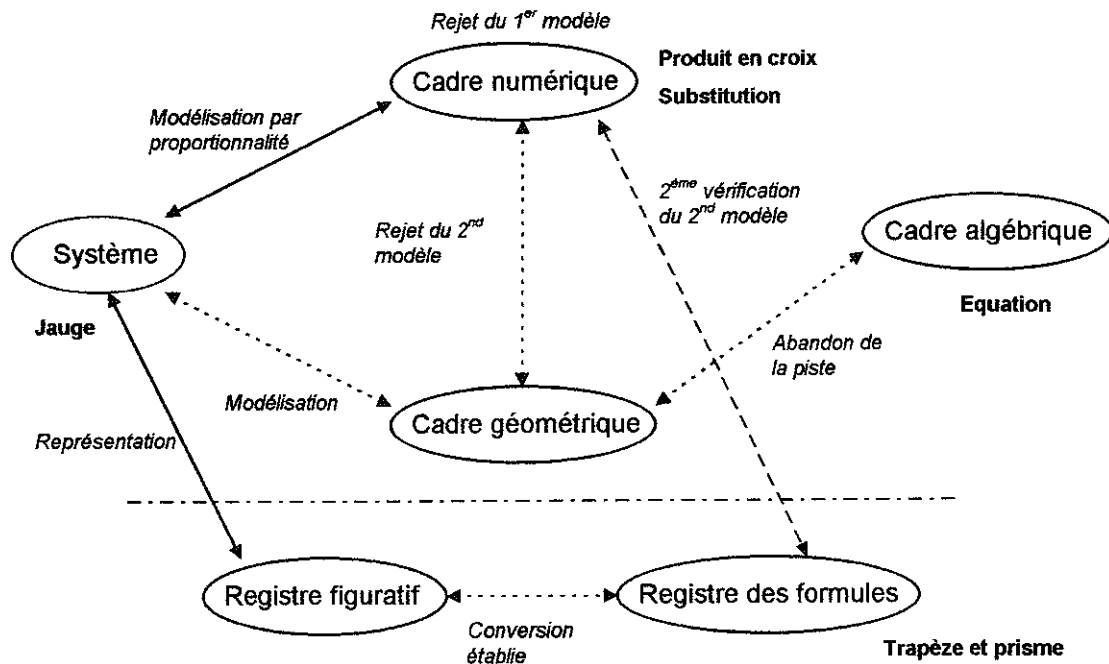 Rejet du 1er modèle
Cadre numérique
Produit en croix
Substitution
Modélisation par
proportionnalité
2ème vérification
du 2nd modèle
Rejet du 2nd
modèle
Système
Cadre algébrique
Jauge
Equation
Abandon de
la piste
Modélisation
Cadre géométrique
Représentation
Registre figuratif
Registre des formules
Conversion
établie
Trapèze et prisme